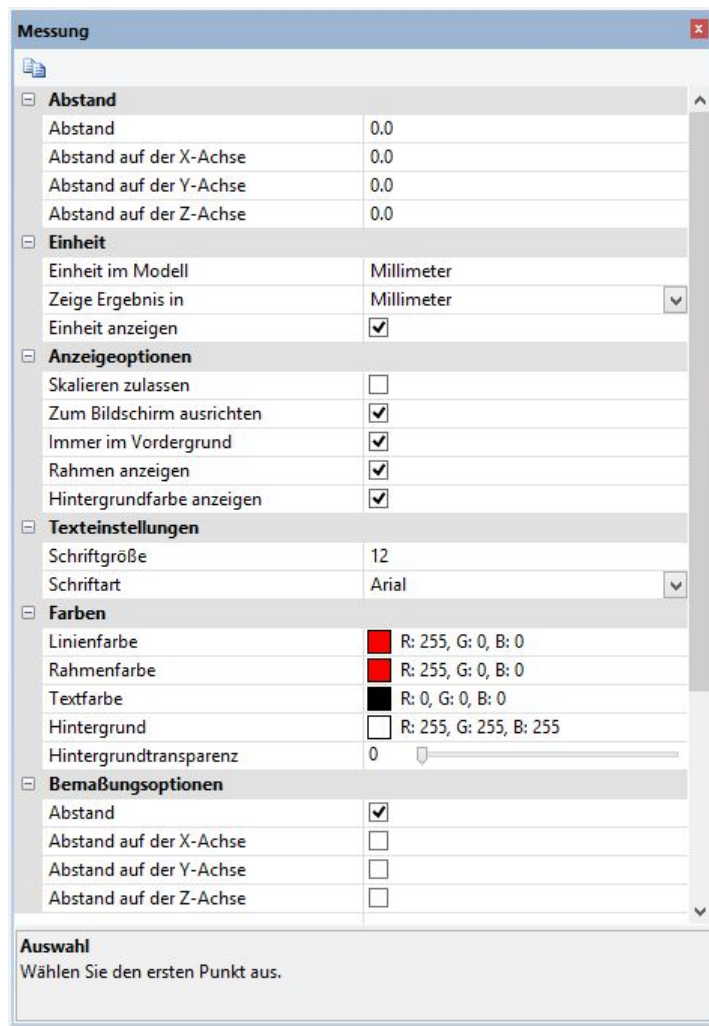 Messung
Abstand
Abstand 0.0
Abstand auf der X-Achse 0.0
Abstand auf der Y-Achse 0.0
Abstand auf der Z-Achse 0.0
Einheit
Einheit im Modell Millimeter
Zeige Ergebnis in Millimeter
Einheit anzeigen
Anzeigeoptionen
Skalieren zulassen
Zum Bildschirm ausrichten
Immer im Vordergrund
Rahmen anzeigen
Hintergrundfarbe anzeigen
Texteinstellungen
Schriftgröße 12
Schriftart Arial
Farben
Linienfarbe R: 255, G: 0, B: 0
Rahmenfarbe R: 255, G: 0, B: 0
Textfarbe R: 0, G: 0, B: 0
Hintergrund R: 255, G: 255, B: 255
Hintergrundtransparenz 0
Bemaßungsoptionen
Abstand
Abstand auf der X-Achse
Abstand auf der Y-Achse
Abstand auf der Z-Achse
Auswahl
Wählen Sie den ersten Punkt aus.